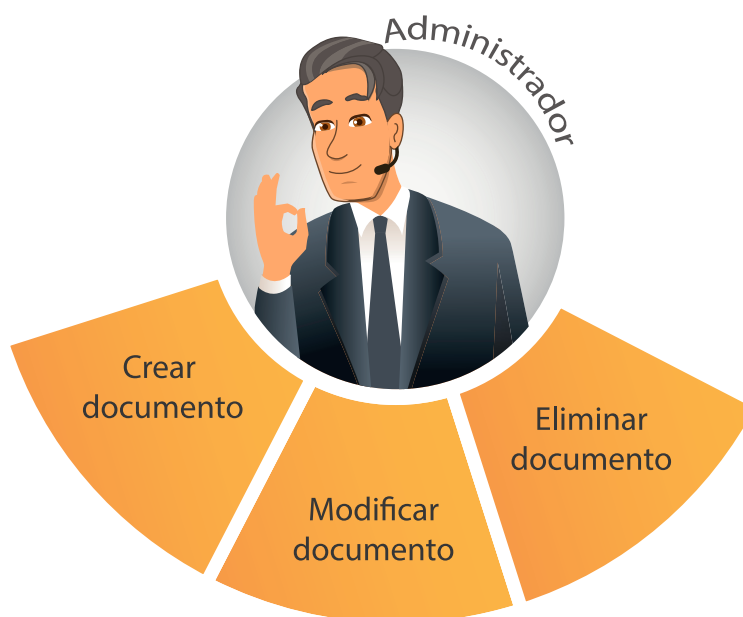 Administrador
Crear
documento
Modificar
documento
Eliminar
documento